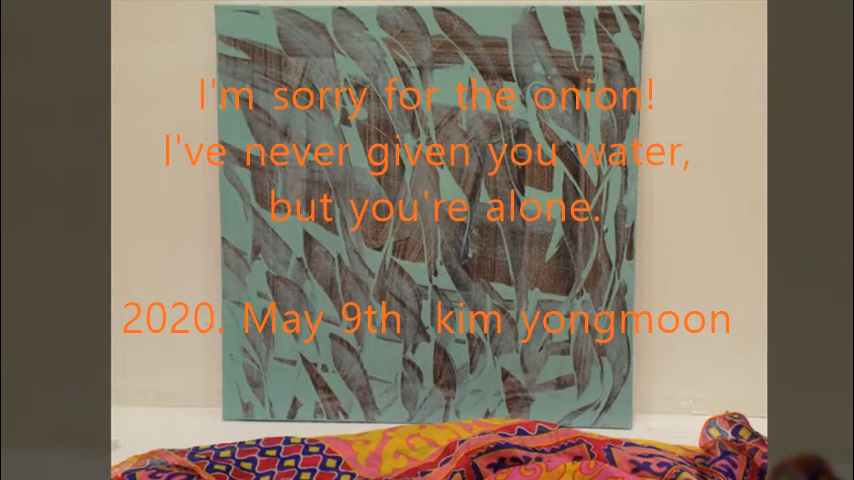 I'm sorry for the onion!
I've never given you water,
but you're alone.
2020. May 9th kim yongmoon